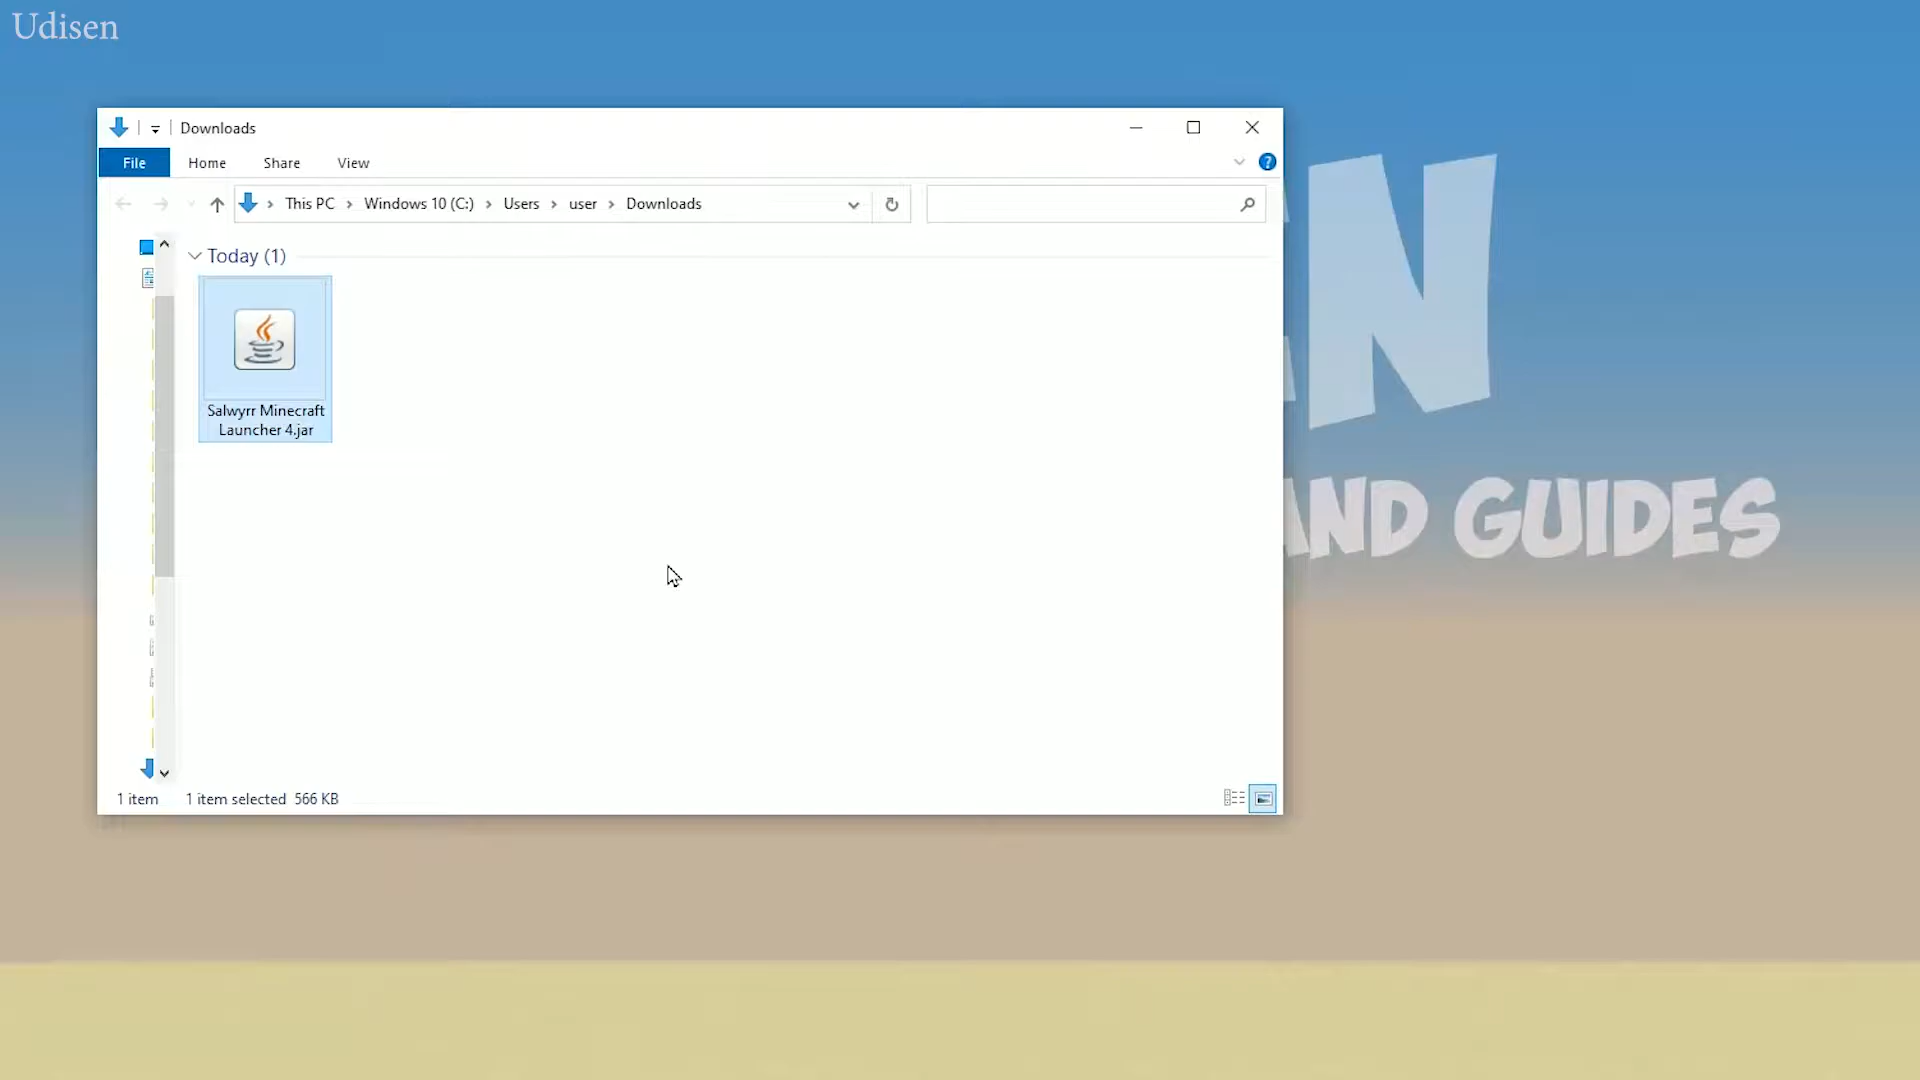 Udisen
Downloads
File Home Share View
This PC Windows 10 (C:) Users user Downloads
Today (1)
Salwyrr Minecraft
Launcher 4.jar
AND GUIDES
1 item 1 item selected 566 KB